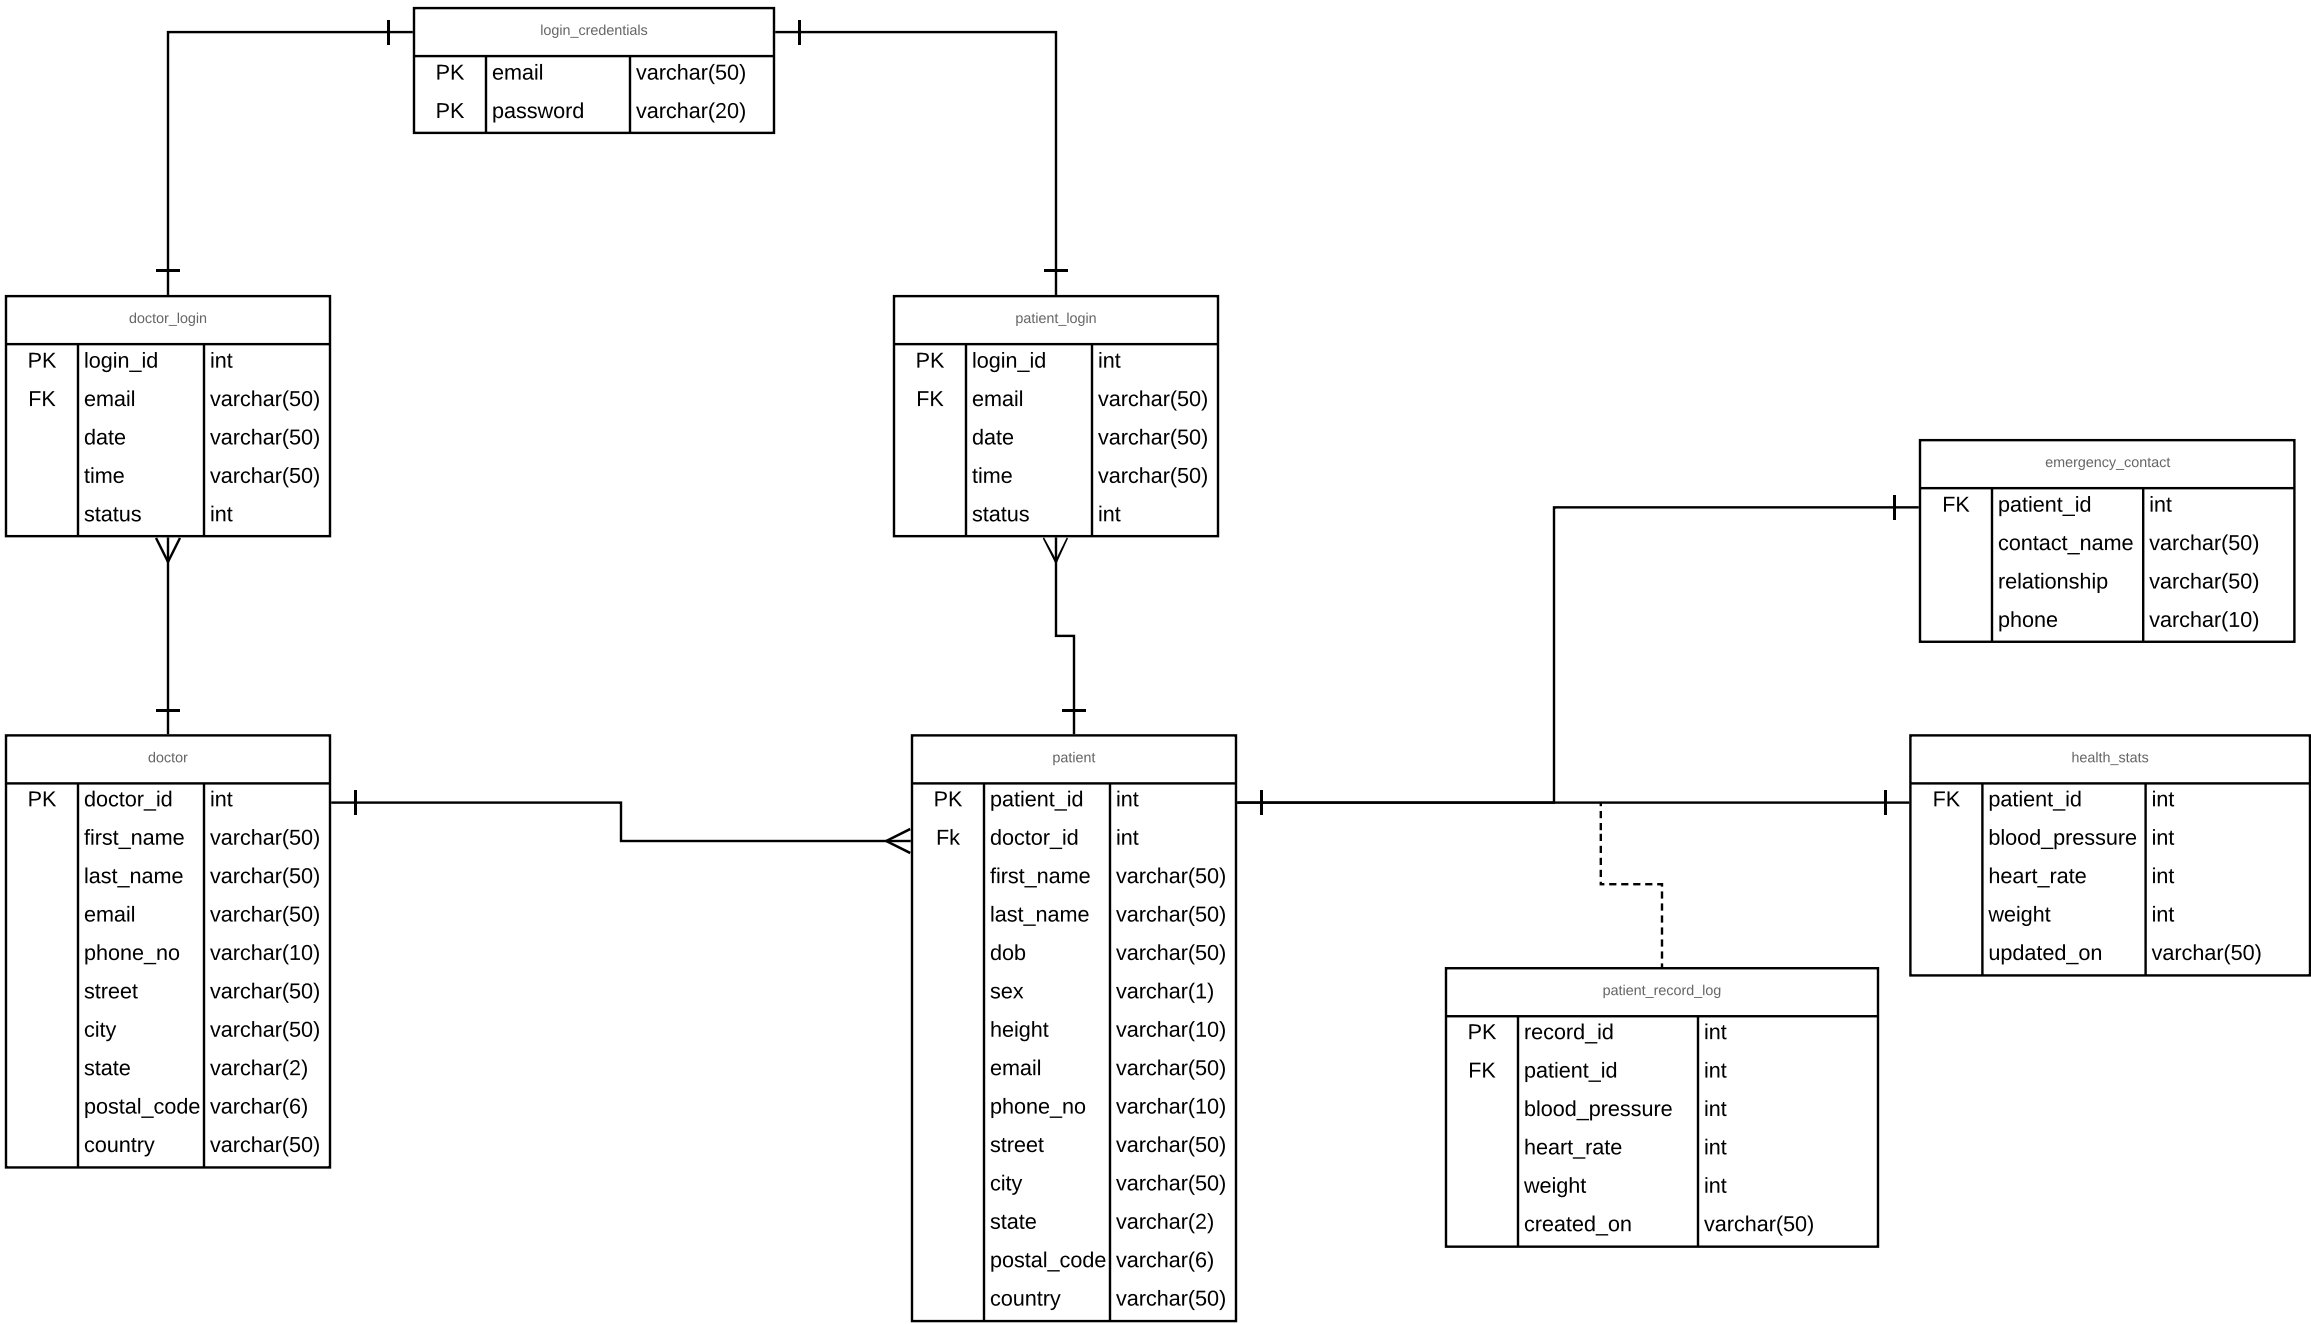 login_credentials
PK email varchar(50)
PK password varchar(20)
doctor_login
PK login_id int
FK email varchar(50)
date varchar(50)
time varchar(50)
status int
patient_login
PK login_id int
FK email varchar(50)
date varchar(50)
time varchar(50)
status int
emergency_contact
FK patient_id int
contact_name varchar(50)
relationship varchar(50)
phone varchar(10)
doctor
PK doctor_id int
first_name varchar(50)
last_name varchar(50)
email varchar(50)
phone_no varchar(10)
street varchar(50)
city varchar(50)
state varchar(2)
postal_code varchar(6)
country varchar(50)
patient
PK patient_id int
Fk doctor_id int
first_name varchar(50)
last_name varchar(50)
dob varchar(50)
sex varchar(1)
height varchar(10)
email varchar(50)
phone_no varchar(10)
street varchar(50)
city varchar(50)
state varchar(2)
postal_code varchar(6)
country varchar(50)
health_stats
FK patient_id int
blood_pressure int
heart_rate int
weight int
updated_on varchar(50)
patient_record_log
PK record_id int
FK patient_id int
blood_pressure int
heart_rate int
weight int
created_on varchar(50)